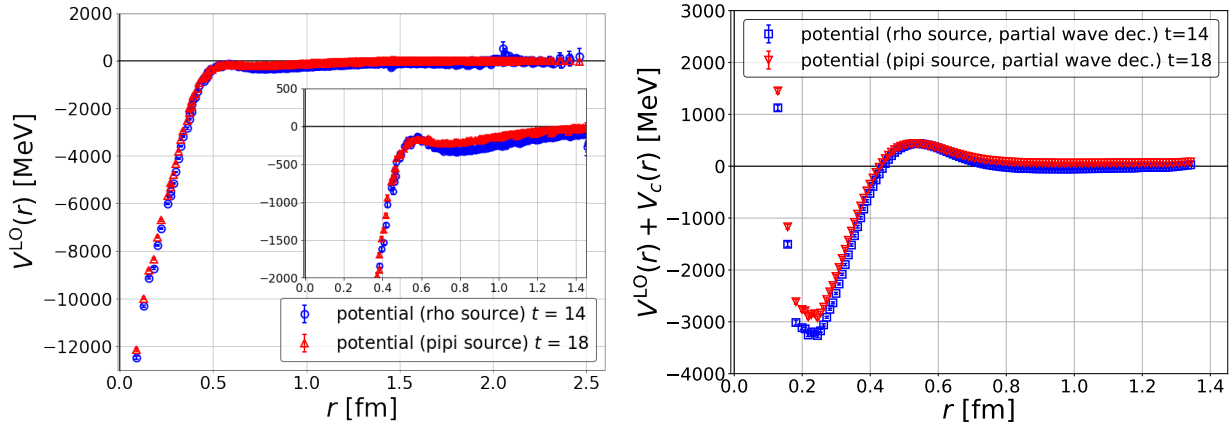 2000
0
−2000
−4000
−6000
−8000
−10000
−12000
V^LO(r) [MeV]
500
0
−500
−1000
−1500
−2000
0.0 0.2 0.4 0.6 0.8 1.0 1.2 1.4
potential (rho source) t = 14
potential (pipi source) t = 18
0.0 0.5 1.0 1.5 2.0 2.5
r [fm]
3000
2000
1000
0
−1000
−2000
−3000
−4000
V^LO(r) + V_c(r) [MeV]
potential (rho source, partial wave dec.) t=14
potential (pipi source, partial wave dec.) t=18
0.0 0.2 0.4 0.6 0.8 1.0 1.2 1.4
r [fm]